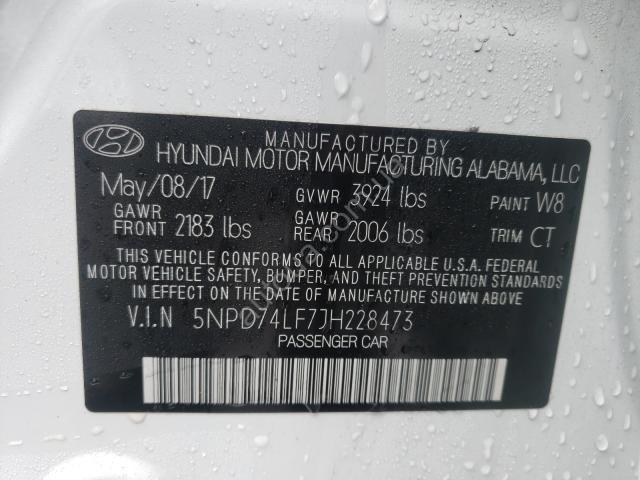 MANUFACTURED BY
HYUNDAI MOTOR MANUFACTURING ALABAMA, LLC
May/08/17 GVWR 3924 lbs PAINT W8
GAWR FRONT 2183 lbs GAWR REAR 2006 lbs TRIM CT
THIS VEHICLE CONFORMS TO ALL APPLICABLE U.S.A. FEDERAL
MOTOR VEHICLE SAFETY, BUMPER, AND THEFT PREVENTION STANDARDS
IN EFFECT ON THE DATE OF MANUFACTURE SHOWN ABOVE
V.I.N 5NPD74LF7JH228473
PASSENGER CAR